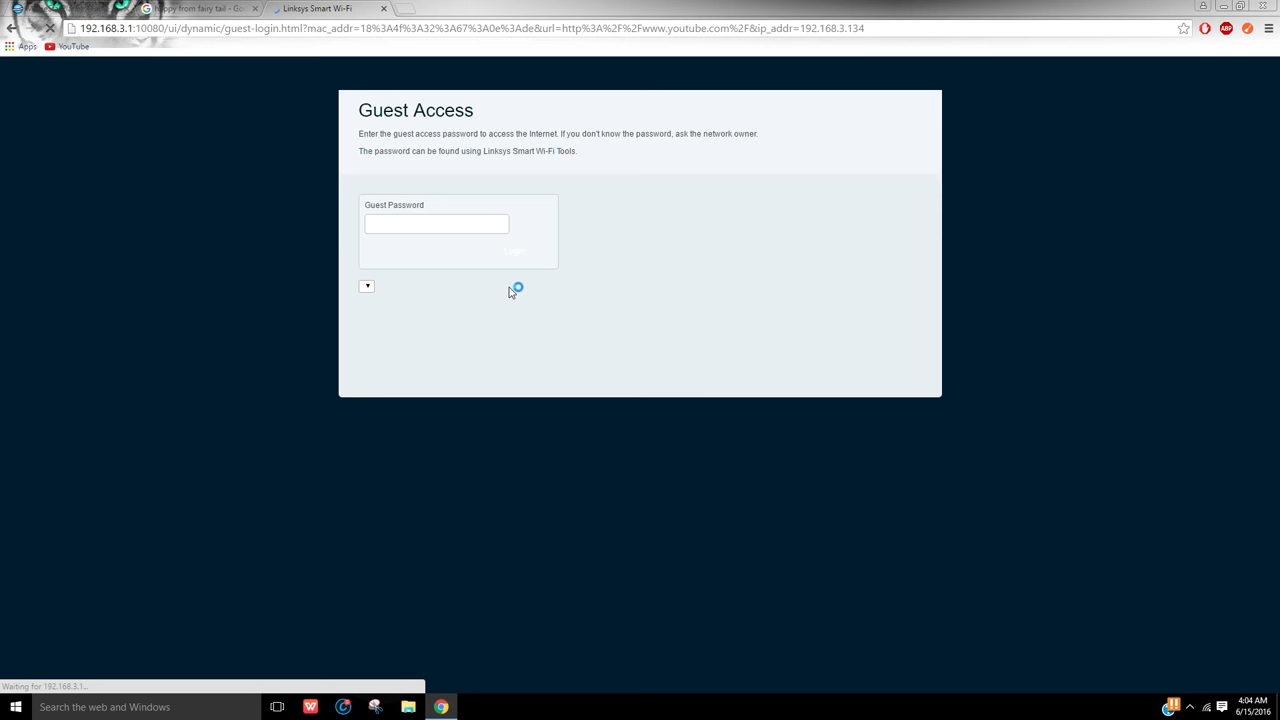 happy from fairy tail - Go
Linksys Smart Wi-Fi
192.168.3.1:10080/ui/dynamic/guest-login.html?mac_addr=18%3A4f%3A32%3A67%3A0e%3Ade&url=http%3A%2F%2Fwww.youtube.com%2F&ip_addr=192.168.3.134
Apps YouTube
Guest Access
Enter the guest access password to access the Internet. If you don't know the password, ask the network owner.
The password can be found using Linksys Smart Wi-Fi Tools.
Guest Password
Login
Waiting for 192.168.3.1...
Search the web and Windows
4:04 AM
6/15/2016